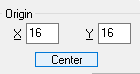 Origin
X 16 Y 16
Center